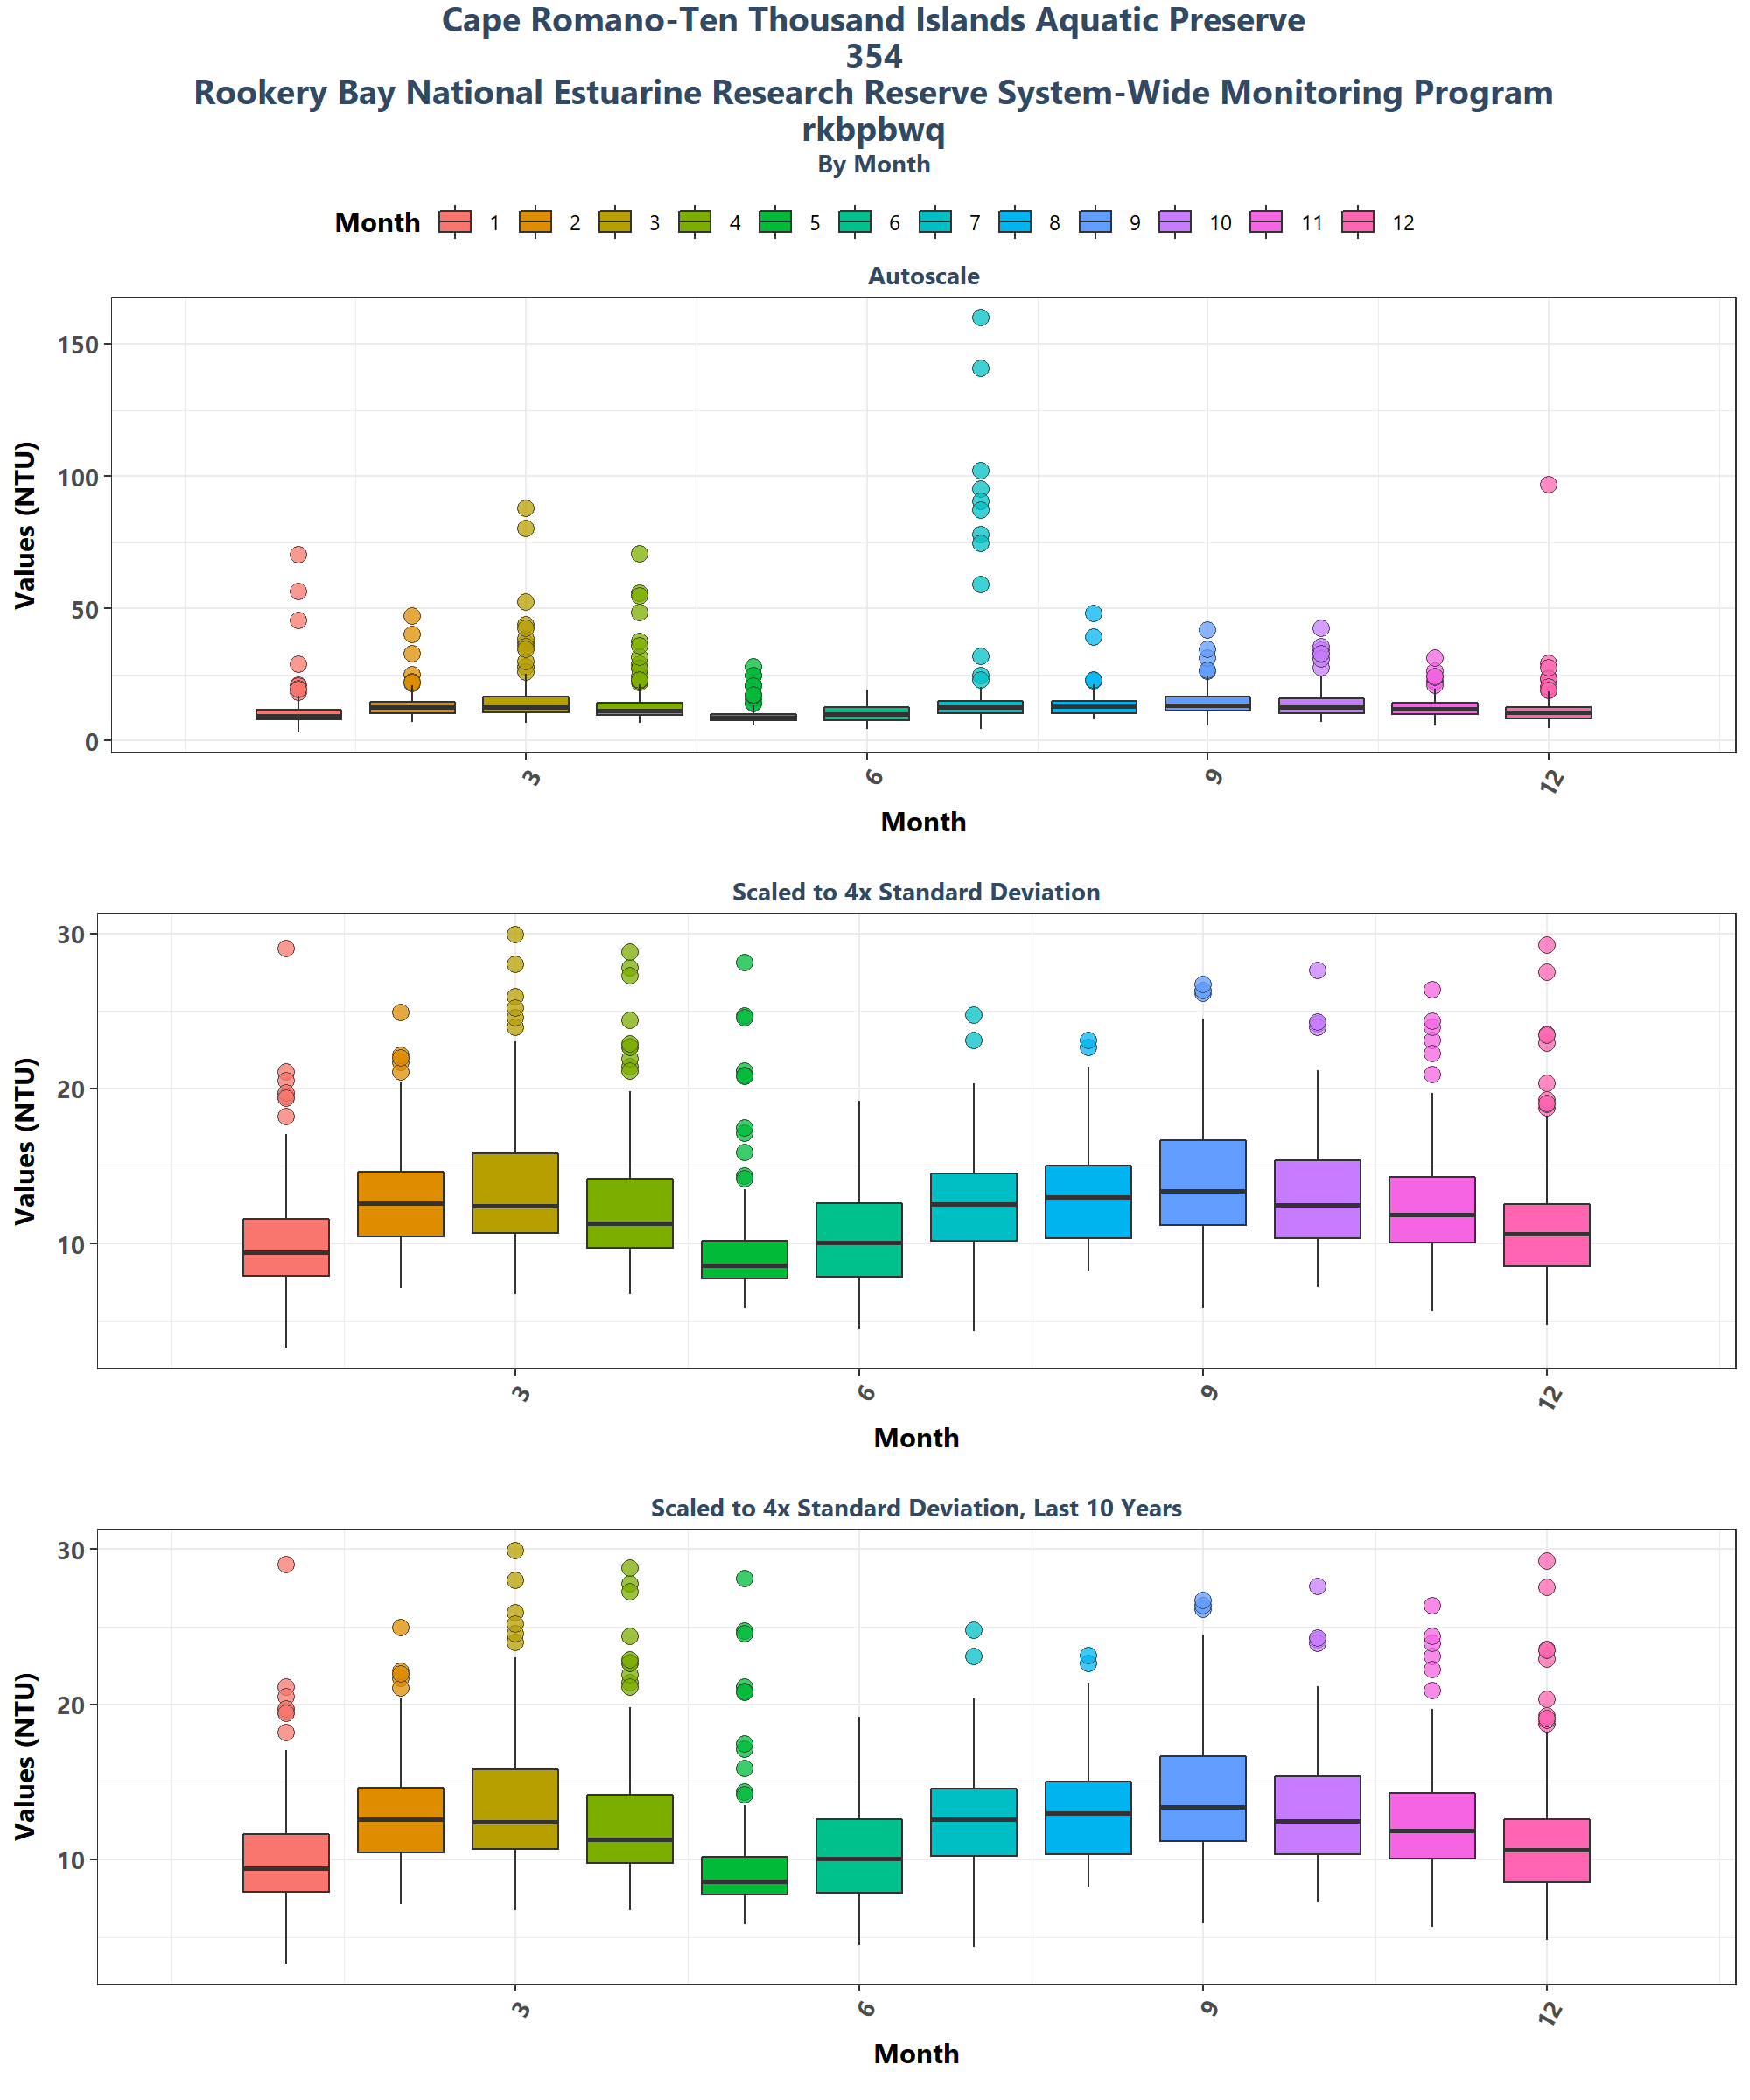 Cape Romano-Ten Thousand Islands Aquatic Preserve
354
Rookery Bay National Estuarine Research Reserve System-Wide Monitoring Program
rkbpbwq
By Month
Month 1 2 3 4 5 6 7 8 9 10 11 12
Autoscale
Values (NTU)
150
100
50
0
3 6 9 12
Month
Scaled to 4x Standard Deviation
Values (NTU)
30
20
10
3 6 9 12
Month
Scaled to 4x Standard Deviation, Last 10 Years
Values (NTU)
30
20
10
3 6 9 12
Month